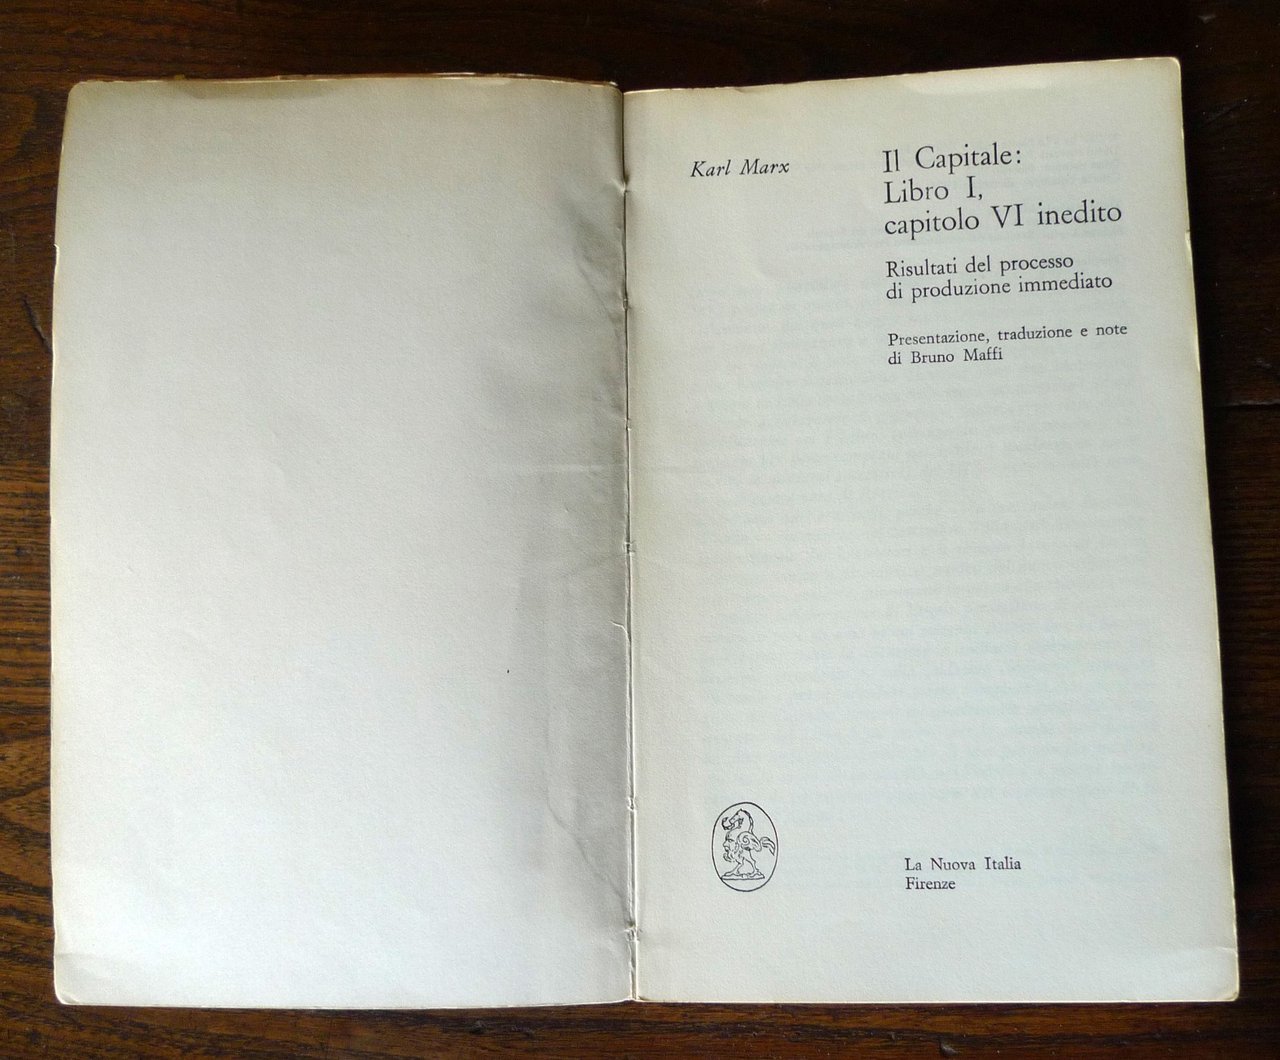 Karl Marx
Il Capitale:
Libro I,
capitolo VI inedito
Risultati del processo
di produzione immediato
Presentazione, traduzione e note
di Bruno Maffi
La Nuova Italia
Firenze